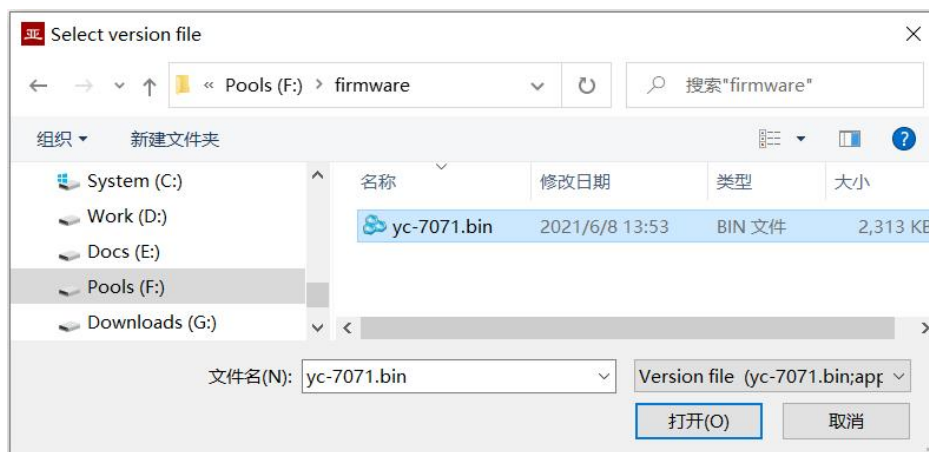 亚 Select version file
« Pools (F:) > firmware 搜索"firmware"
组织 新建文件夹 ?
System (C:)
Work (D:)
Docs (E:)
Pools (F:)
Downloads (G:)
名称 修改日期 类型 大小
yc-7071.bin 2021/6/8 13:53 BIN 文件 2,313 KB
文件名(N): yc-7071.bin Version file (yc-7071.bin;app
打开(O) 取消